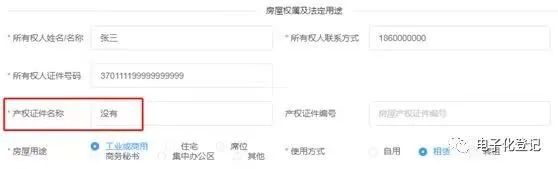 房屋权属及法定用途
* 所有权人姓名/名称 张三 * 所有权人联系方式 1860000000
* 所有权人证件号码 370111199999999999
* 产权证件名称 没有 产权证件编号 房屋产权证件编号
* 房屋用途 工业或商用 住宅 席位 * 使用方式 自用 租赁
商务秘书 集中办公区 其他
电子化登记